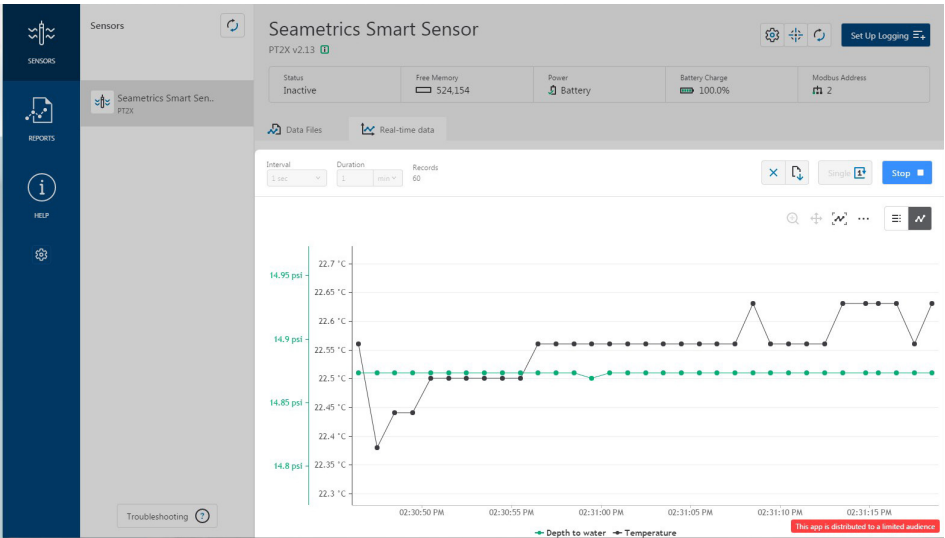 SENSORS
REPORTS
i
HELP
Sensors
Seametrics Smart Sen..
PT2X
Troubleshooting ?
Seametrics Smart Sensor
PT2X v2.13 i
Set Up Logging
Status
Inactive
Free Memory
524,154
Power
Battery
Battery Charge
100.0%
Modbus Address
2
Data Files
Real-time data
Interval
1 sec
Duration
1 min
Records
60
Single 1
Stop
22.7 °C
14.95 psi
22.65 °C
22.6 °C
14.9 psi
22.55 °C
22.5 °C
14.85 psi
22.45 °C
22.4 °C
14.8 psi
22.35 °C
22.3 °C
02:30:50 PM 02:30:55 PM 02:31:00 PM 02:31:05 PM 02:31:10 PM 02:31:15 PM
This app is distributed to a limited audience
Depth to water Temperature